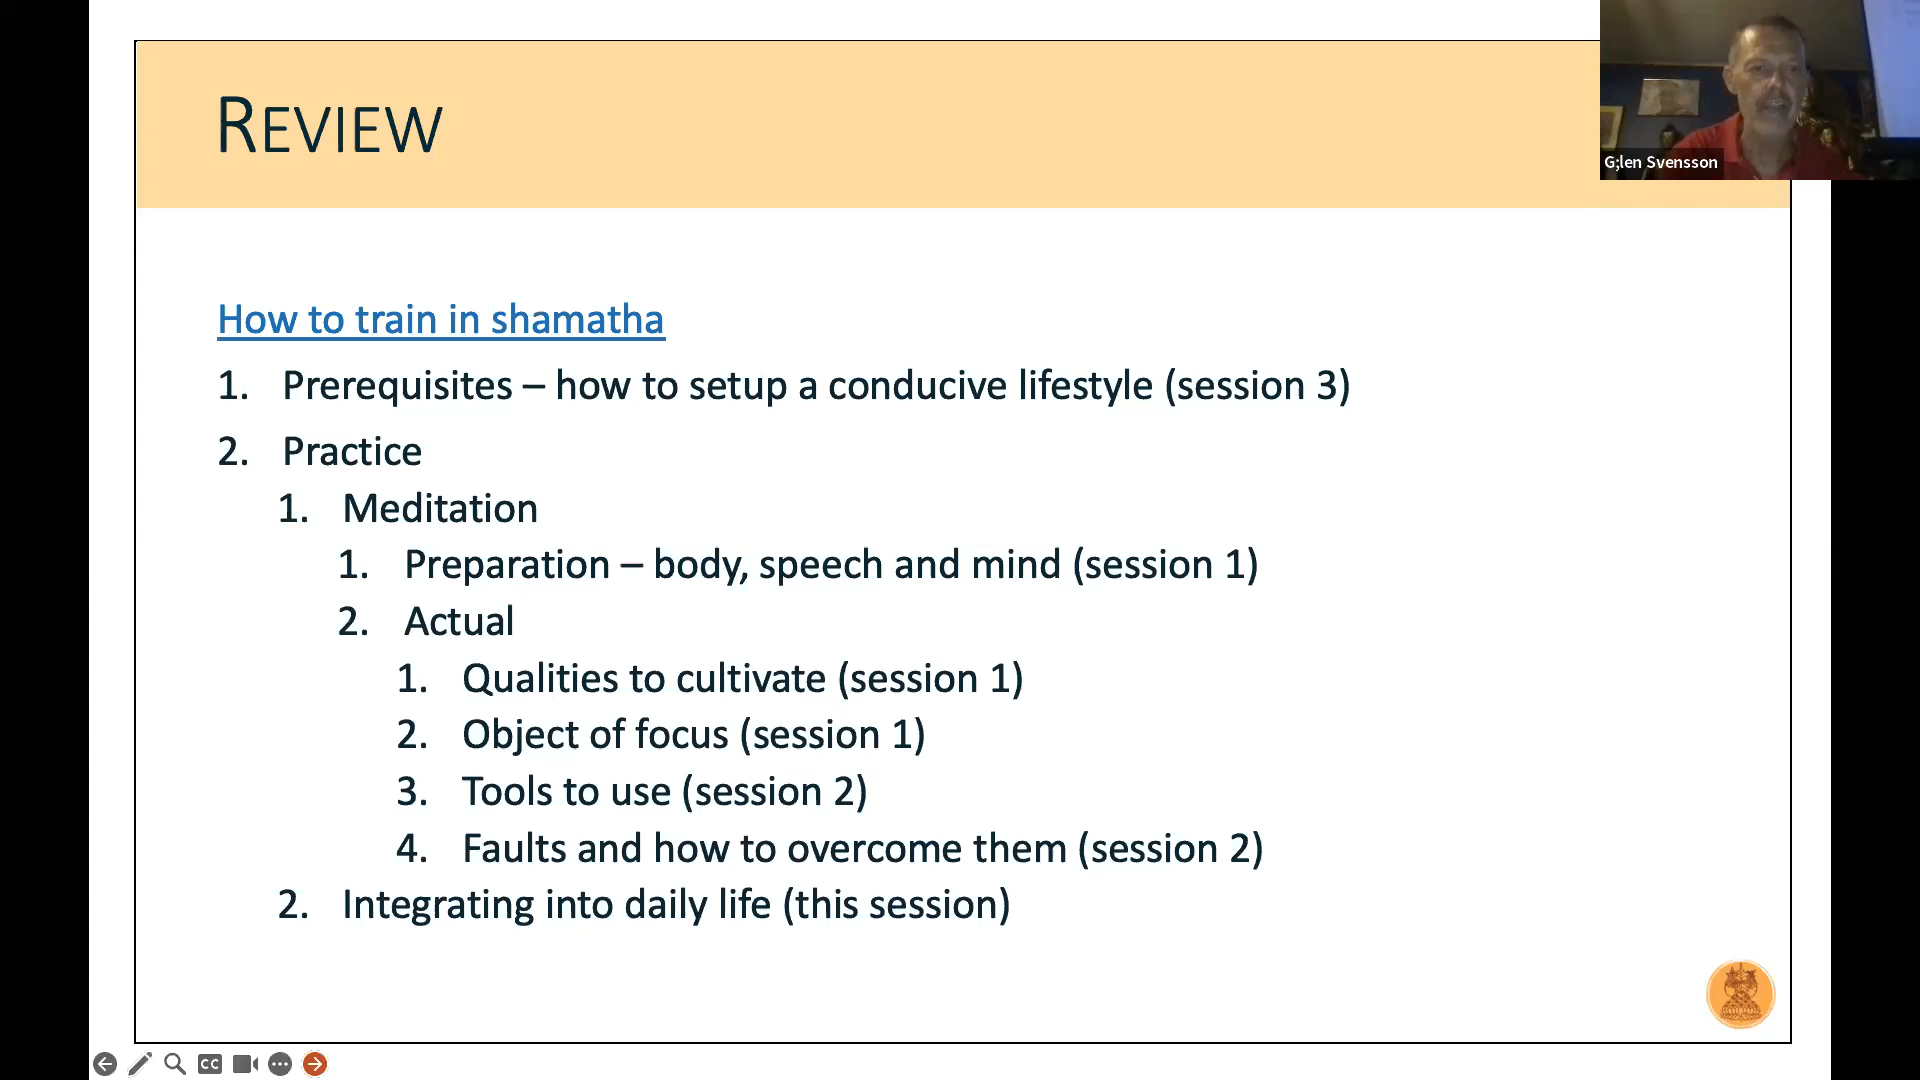 REVIEW
G;len Svensson
How to train in shamatha
1. Prerequisites – how to setup a conducive lifestyle (session 3)
2. Practice
1. Meditation
1. Preparation – body, speech and mind (session 1)
2. Actual
1. Qualities to cultivate (session 1)
2. Object of focus (session 1)
3. Tools to use (session 2)
4. Faults and how to overcome them (session 2)
2. Integrating into daily life (this session)
CC